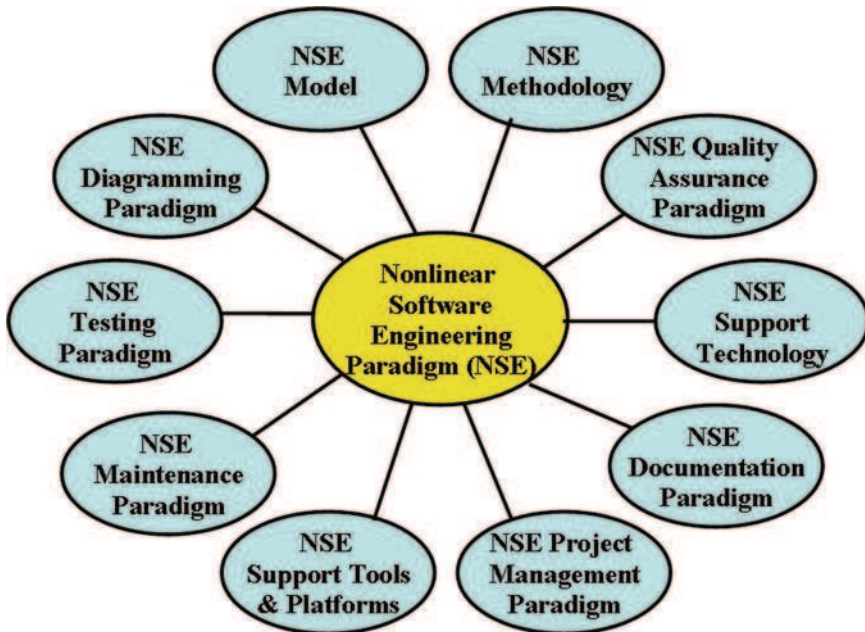 NSE
Model
NSE
Methodology
NSE
Diagramming
Paradigm
NSE Quality
Assurance
Paradigm
Nonlinear
Software
Engineering
Paradigm (NSE)
NSE
Testing
Paradigm
NSE
Support
Technology
NSE
Maintenance
Paradigm
NSE
Documentation
Paradigm
NSE
Support Tools
& Platforms
NSE Project
Management
Paradigm